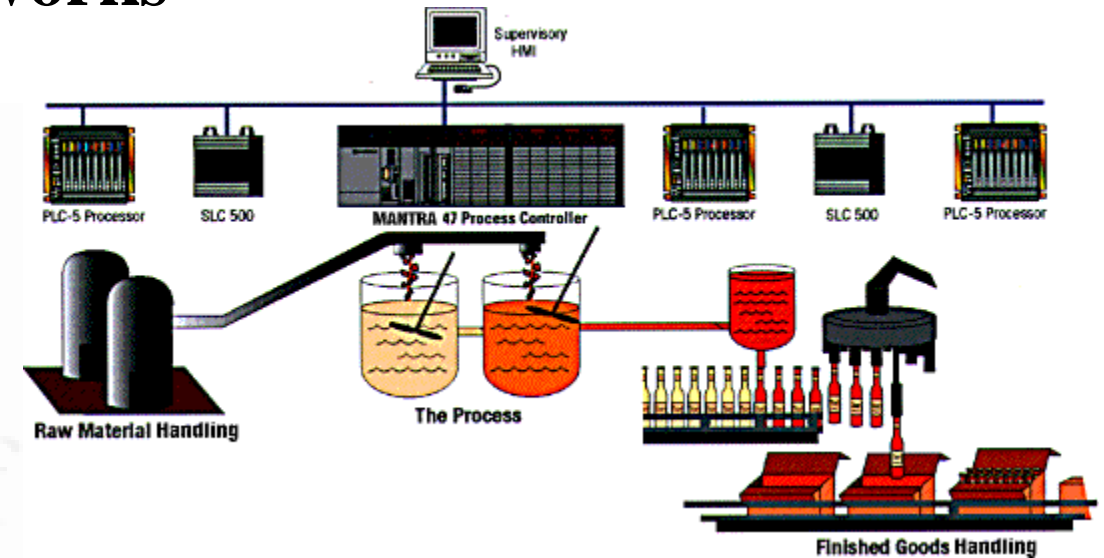 Supervisory
HMI
PLC-5 Processor
SLC 500
MANTRA 47 Process Controller
PLC-5 Processor
SLC 500
PLC-5 Processor
Raw Material Handling
The Process
Finished Goods Handling